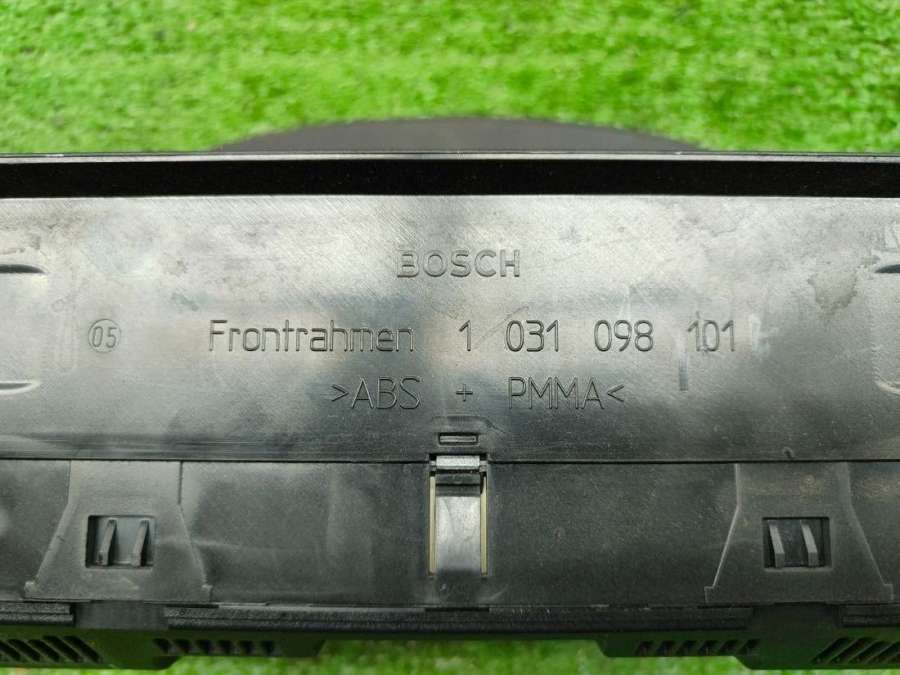 BOSCH
05 Frontrahmen 1 031 098 101
>ABS + PMMA<